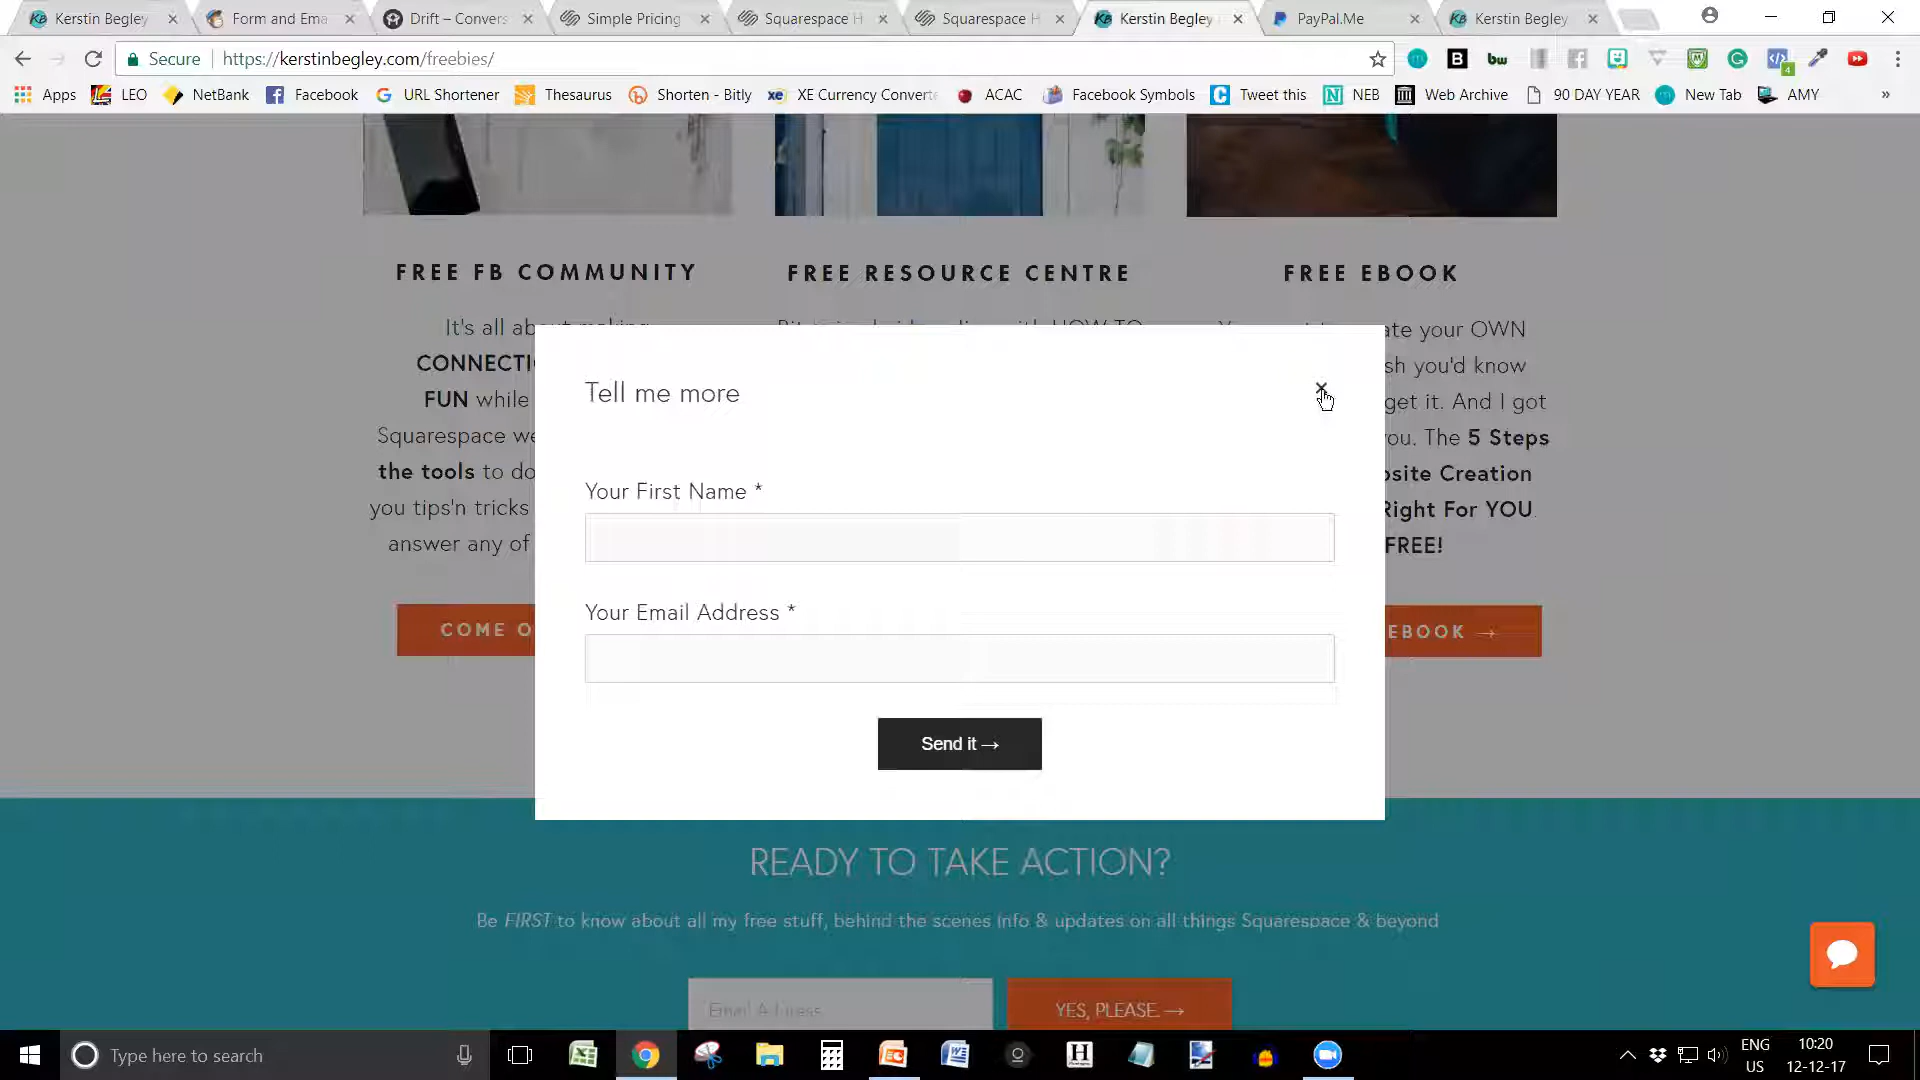 Kerstin Begley
Form and Ema
Drift – Convers
Simple Pricing
Squarespace H
Squarespace H
Kerstin Begley
PayPal.Me
Kerstin Begley
Secure
https://kerstinbegley.com/freebies/
4
Apps
LEO
NetBank
Facebook
URL Shortener
Thesaurus
Shorten - Bitly
XE Currency Converte
ACAC
Facebook Symbols
Tweet this
NEB
Web Archive
90 DAY YEAR
New Tab
AMY
»
FREE FB COMMUNITY
It's all about making
CONNECTI
FUN while
Squarespace we
the tools to do
you tips'n tricks
answer any of
COME O
FREE RESOURCE CENTRE
FREE EBOOK
ate your OWN
sh you'd know
get it. And I got
you. The 5 Steps
osite Creation
Right For YOU.
FREE!
EBOOK →
Tell me more
×
Your First Name *
Your Email Address *
Send it →
READY TO TAKE ACTION?
Be FIRST to know about all my free stuff, behind the scenes info & updates on all things Squarespace & beyond
Email Address
YES, PLEASE. →
Type here to search
ENG
US
10:20
12-12-17